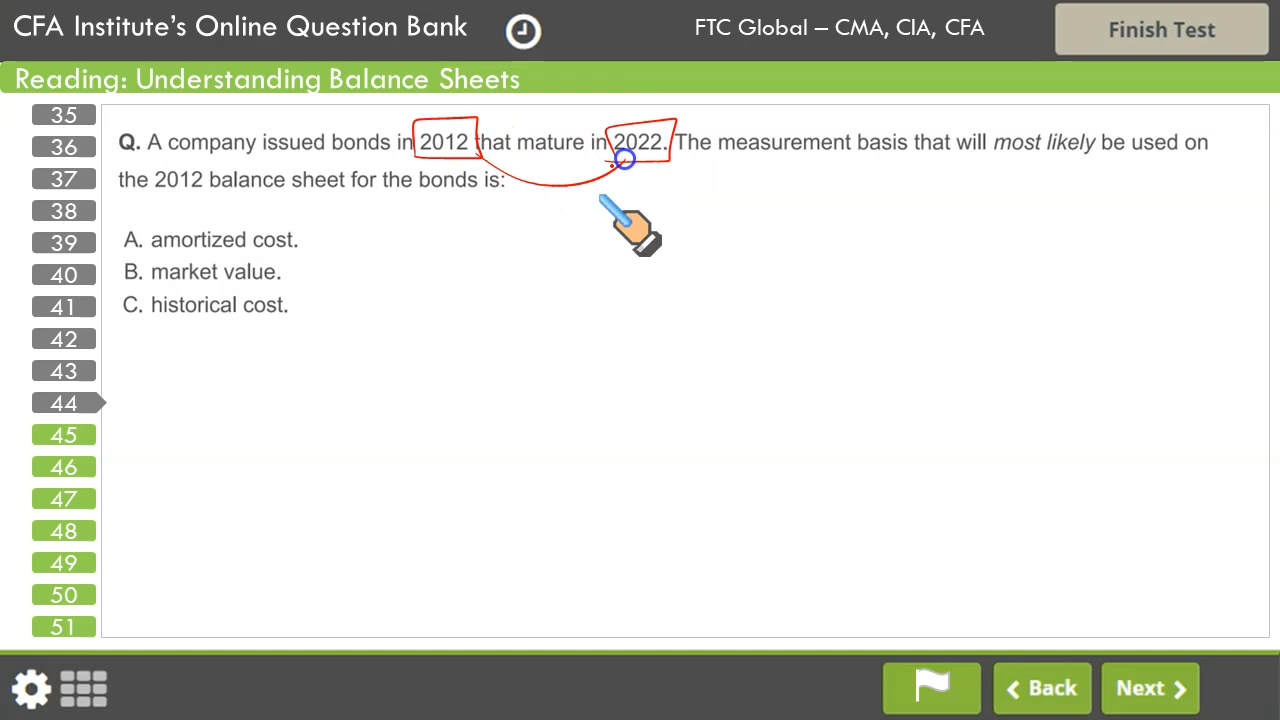 CFA Institute's Online Question Bank
FTC Global – CMA, CIA, CFA
Finish Test
Reading: Understanding Balance Sheets
35
36
37
38
39
40
41
42
43
44
45
46
47
48
49
50
51
Q. A company issued bonds in 2012 that mature in 2022. The measurement basis that will most likely be used on
the 2012 balance sheet for the bonds is:
A. amortized cost.
B. market value.
C. historical cost.
Back
Next